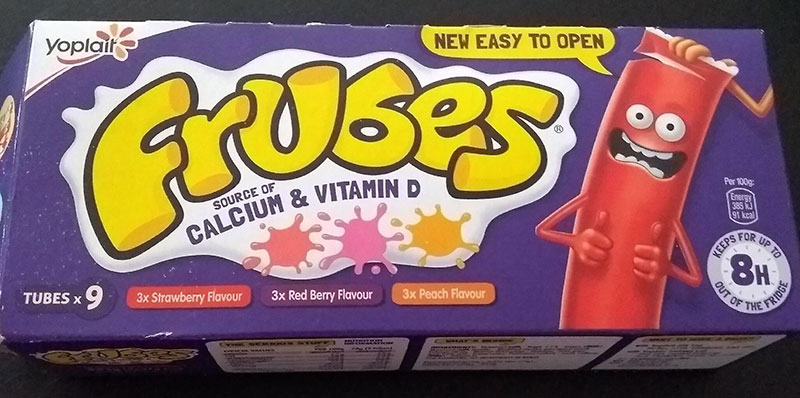 Yoplait
NEW EASY TO OPEN
Frubes®
SOURCE OF
CALCIUM & VITAMIN D
Per 100g:
Energy
385 kJ
91 kcal
KEEPS FOR UP TO
8H
OUT OF THE FRIDGE
TUBES x 9
3x Strawberry Flavour
3x Red Berry Flavour
3x Peach Flavour
THE SERIOUS STUFF
NUTRITION
INFORMATION